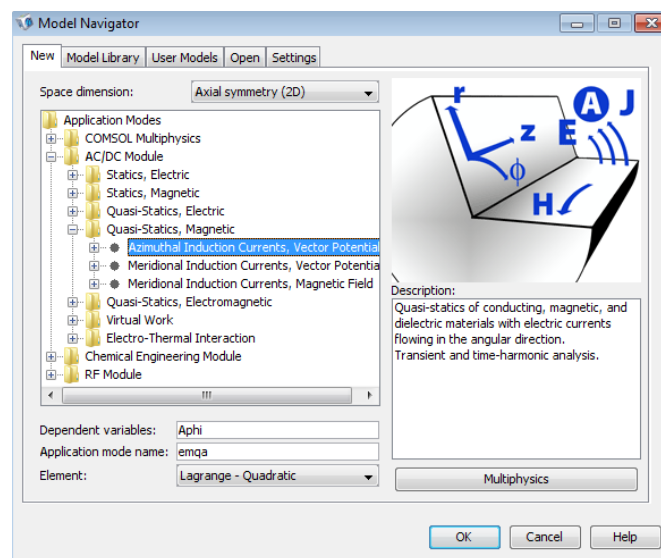 Model Navigator
New Model Library User Models Open Settings
Space dimension: Axial symmetry (2D)
Application Modes
COMSOL Multiphysics
AC/DC Module
Statics, Electric
Statics, Magnetic
Quasi-Statics, Electric
Quasi-Statics, Magnetic
Azimuthal Induction Currents, Vector Potential
Meridional Induction Currents, Vector Potentia
Meridional Induction Currents, Magnetic Field
Quasi-Statics, Electromagnetic
Virtual Work
Electro-Thermal Interaction
Chemical Engineering Module
RF Module
Dependent variables: Aphi
Application mode name: emqa
Element: Lagrange - Quadratic
r A J
z E
ϕ
H
Description:
Quasi-statics of conducting, magnetic, and
dielectric materials with electric currents
flowing in the angular direction.
Transient and time-harmonic analysis.
Multiphysics
OK Cancel Help